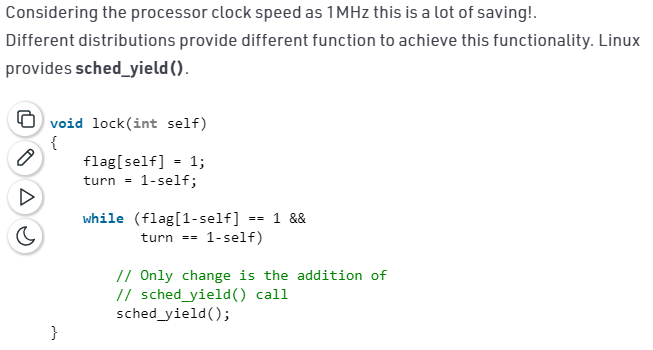 Considering the processor clock speed as 1MHz this is a lot of saving!.
Different distributions provide different function to achieve this functionality. Linux
provides sched_yield().
void lock(int self)
{
    flag[self] = 1;
    turn = 1-self;

    while (flag[1-self] == 1 &&
           turn == 1-self)

        // Only change is the addition of
        // sched_yield() call
        sched_yield();
}